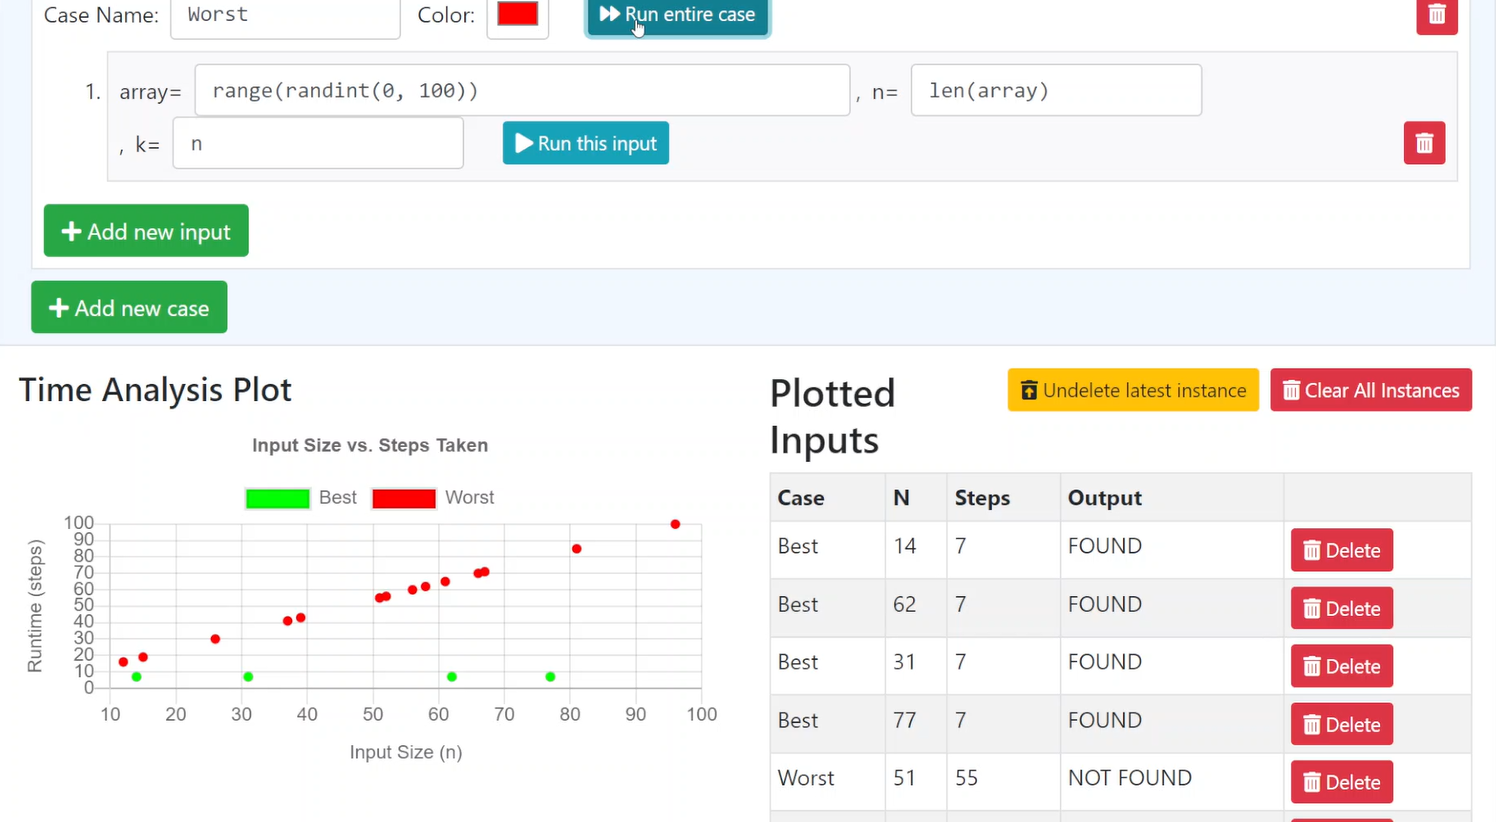 Case Name: Worst Color: Run entire case
1. array= range(randint(0, 100)) , n= len(array)
, k= n Run this input
Add new input
Add new case
Time Analysis Plot
Input Size vs. Steps Taken
Best Worst
Runtime (steps)
100
90
80
70
60
50
40
30
20
10
0
10 20 30 40 50 60 70 80 90 100
Input Size (n)
Plotted
Inputs
Undelete latest instance Clear All Instances
Case N Steps Output
Best 14 7 FOUND Delete
Best 62 7 FOUND Delete
Best 31 7 FOUND Delete
Best 77 7 FOUND Delete
Worst 51 55 NOT FOUND Delete